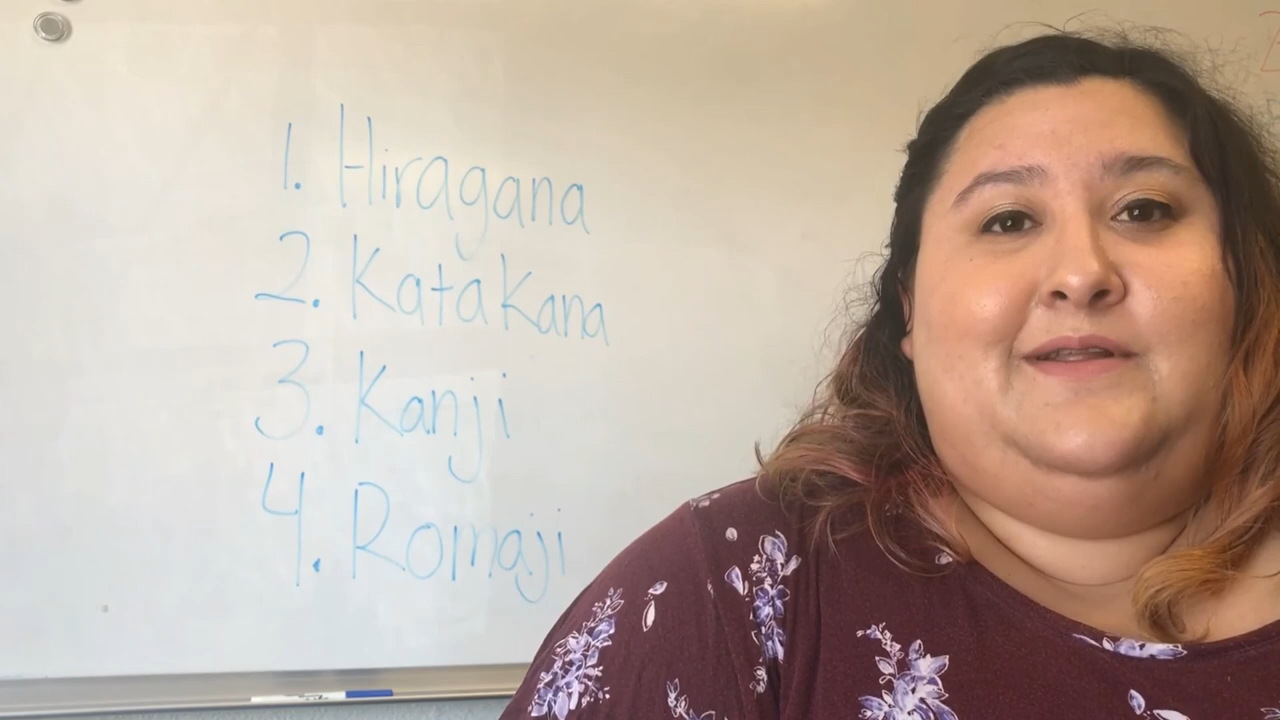 1. Hiragana
2. Katakana
3. Kanji
4. Romaji